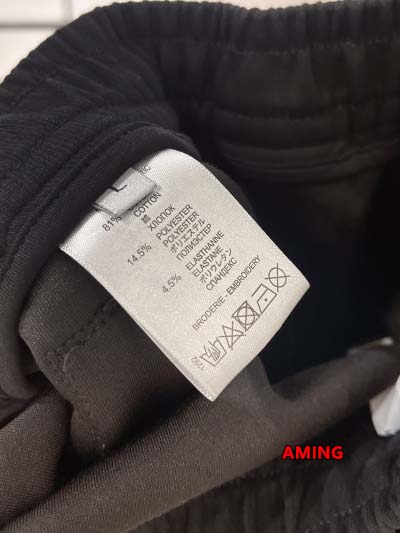 L
81% COTTON
綿
ХЛОПОК
14.5% POLYESTER
POLYESTER
ポリエステル
ПОЛИЭСТЕР
4.5% ELASTHANNE
ELASTANE
ポリウレタン
СПАНДЕКС
BRODERIE - EMBROIDERY
AMING